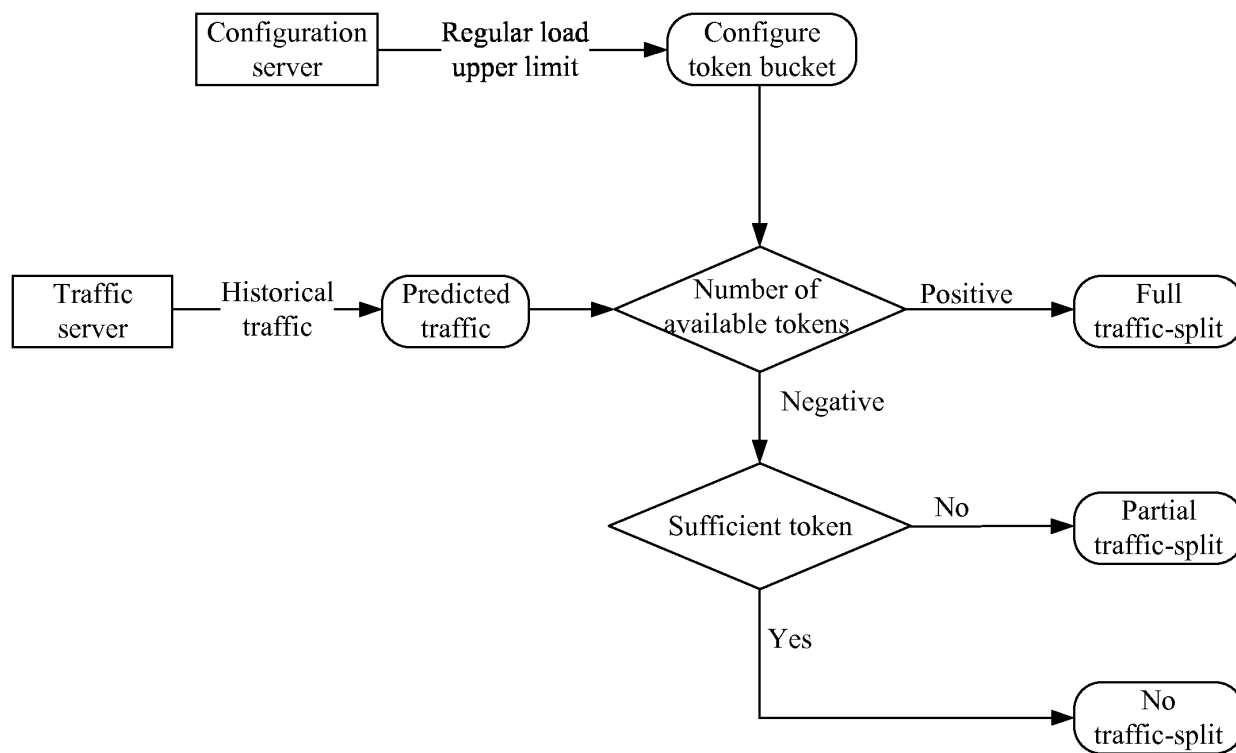 Configuration
server
Regular load
upper limit
Configure
token bucket
Traffic
server
Historical
traffic
Predicted
traffic
Number of
available tokens
Positive
Full
traffic-split
Negative
Sufficient token
No
Partial
traffic-split
Yes
No
traffic-split